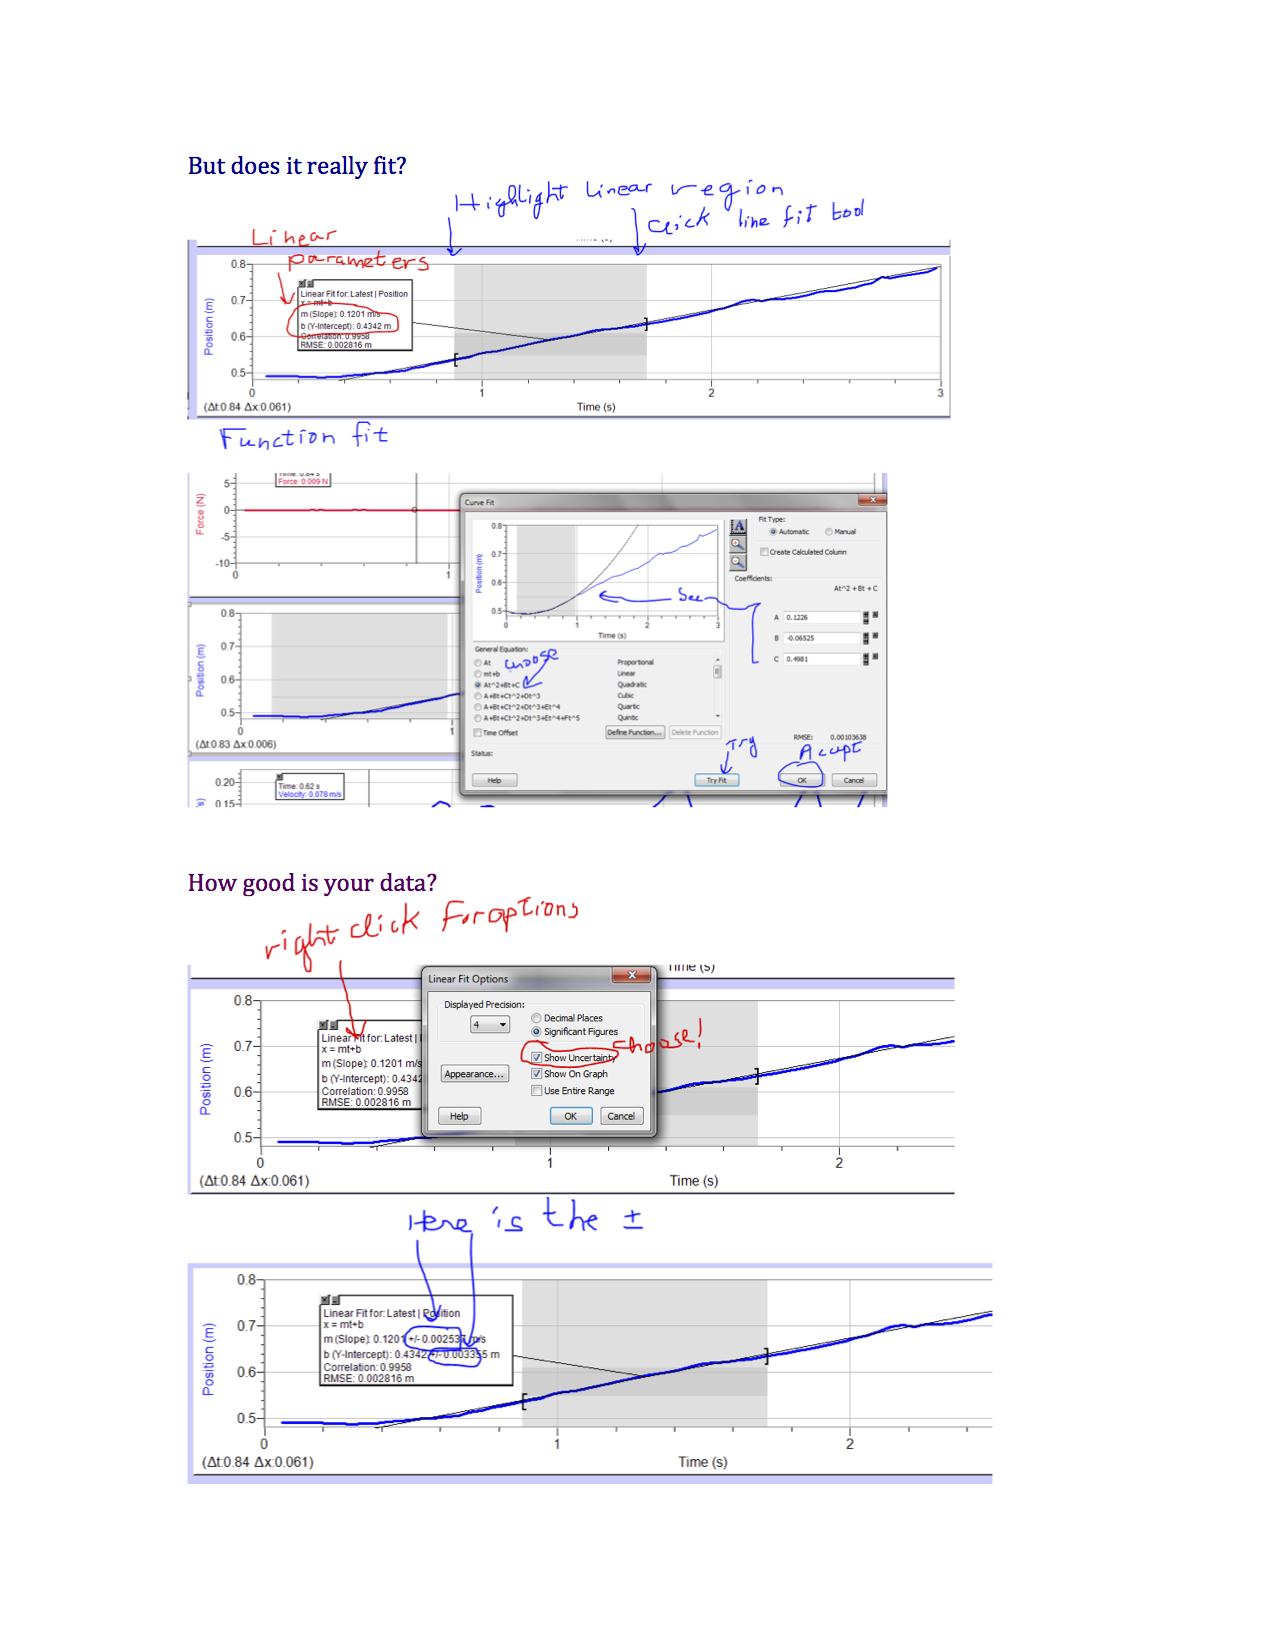 But does it really fit?
Highlight linear region
click line fit tool
Linear
parameters
Time (s)
0.8
0.7
0.6
0.5
Position (m)
Linear Fit for: Latest | Position
x = mt+b
m (Slope): 0.1201 m/s
b (Y-Intercept): 0.4342 m
Correlation: 0.9958
RMSE: 0.002816 m
0 1 2 3
(Δt:0.84 Δx:0.061) Time (s)
Function fit
Time: 0.84 s
Force: 0.009 N
Force (N)
5
0
-5
-10
0 1
Curve Fit
0.8
0.7
0.6
0.5
Position (m)
0 1 2 3
Time (s)
Fit Type:
Automatic Manual
Create Calculated Column
Coefficients:
At^2 + Bt + C
See
A 0.1226
B -0.06525
C 0.4981
General Equation:
choose
At Proportional
mt+b Linear
At^2+Bt+C Quadratic
A+Bt+Ct^2+Dt^3 Cubic
A+Bt+Ct^2+Dt^3+Et^4 Quartic
A+Bt+Ct^2+Dt^3+Et^4+Ft^5 Quintic
Time Offset Define Function... Delete Function
RMSE: 0.00103638
Status:
Try
Accept
Help Try Fit OK Cancel
0.8
0.7
0.6
0.5
Position (m)
0 1
(Δt:0.83 Δx:0.006)
0.20
0.15
Time: 0.62 s
Velocity: 0.078 m/s
How good is your data?
right click For options
Time (s)
0.8
0.7
0.6
0.5
Position (m)
Linear Fit for: Latest |
x = mt+b
m (Slope): 0.1201 m/s
b (Y-Intercept): 0.4342
Correlation: 0.9958
RMSE: 0.002816 m
Linear Fit Options
Displayed Precision:
4
Decimal Places
Significant Figures
Show Uncertainty
choose!
Appearance...
Show On Graph
Use Entire Range
Help OK Cancel
0 1 2
(Δt:0.84 Δx:0.061) Time (s)
Here is the ±
0.8
0.7
0.6
0.5
Position (m)
Linear Fit for: Latest | Position
x = mt+b
m (Slope): 0.1201 +/- 0.002537 m/s
b (Y-Intercept): 0.4342 +/- 0.003355 m
Correlation: 0.9958
RMSE: 0.002816 m
0 1 2
(Δt:0.84 Δx:0.061) Time (s)